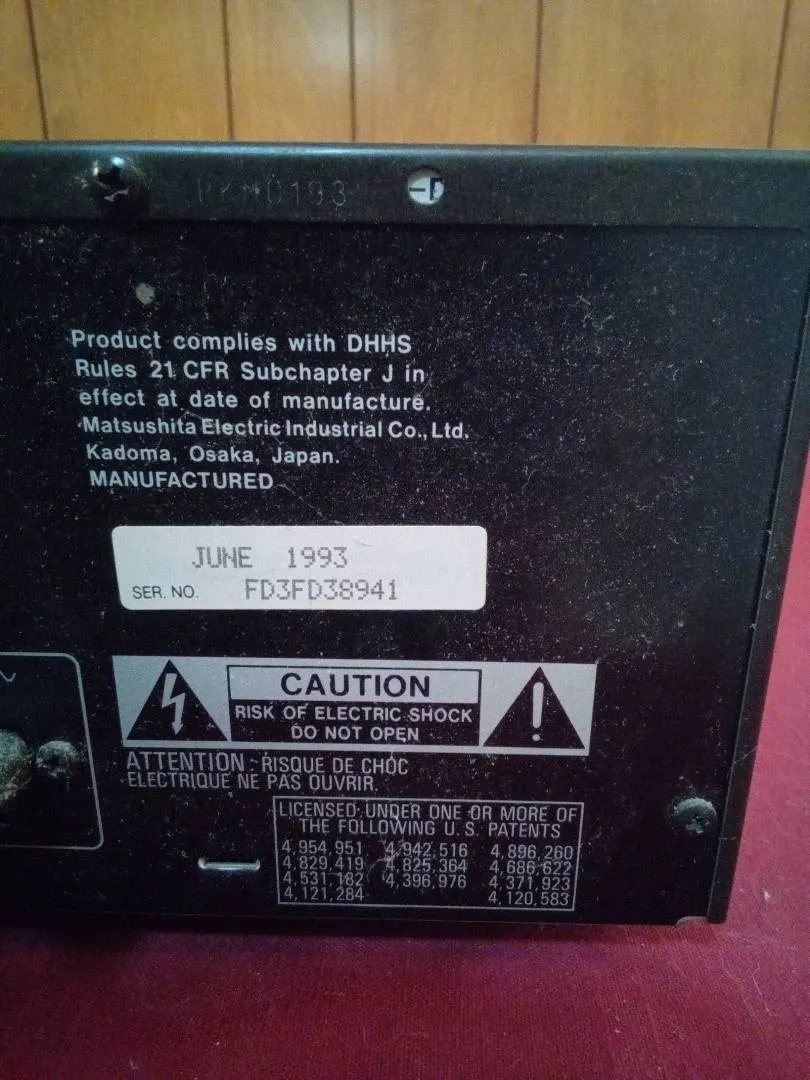 -F
Product complies with DHHS
Rules 21 CFR Subchapter J in
effect at date of manufacture.
Matsushita Electric Industrial Co., Ltd.
Kadoma, Osaka, Japan.
MANUFACTURED
JUNE 1993
SER. NO. FD3FD38941
CAUTION
RISK OF ELECTRIC SHOCK
DO NOT OPEN
ATTENTION : RISQUE DE CHOC
ELECTRIQUE NE PAS OUVRIR.
LICENSED UNDER ONE OR MORE OF
THE FOLLOWING U.S. PATENTS
4,954,951 4,942,516 4,896,260
4,829,419 4,825,364 4,686,622
4,531,182 4,396,976 4,371,923
4,121,284 4,120,583